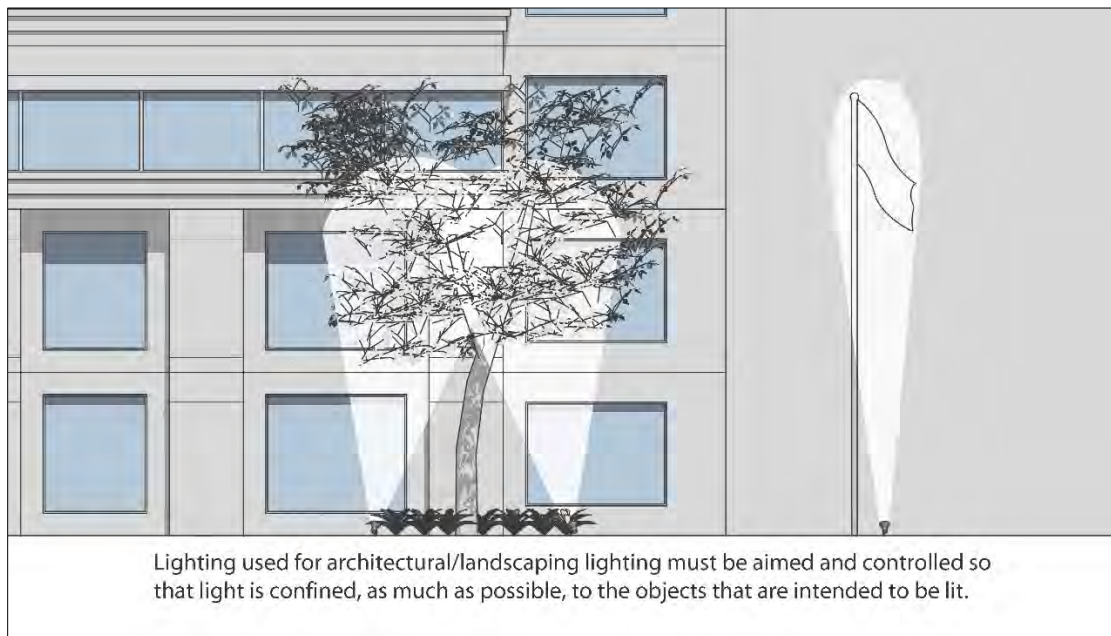 Lighting used for architectural/landscaping lighting must be aimed and controlled so
that light is confined, as much as possible, to the objects that are intended to be lit.